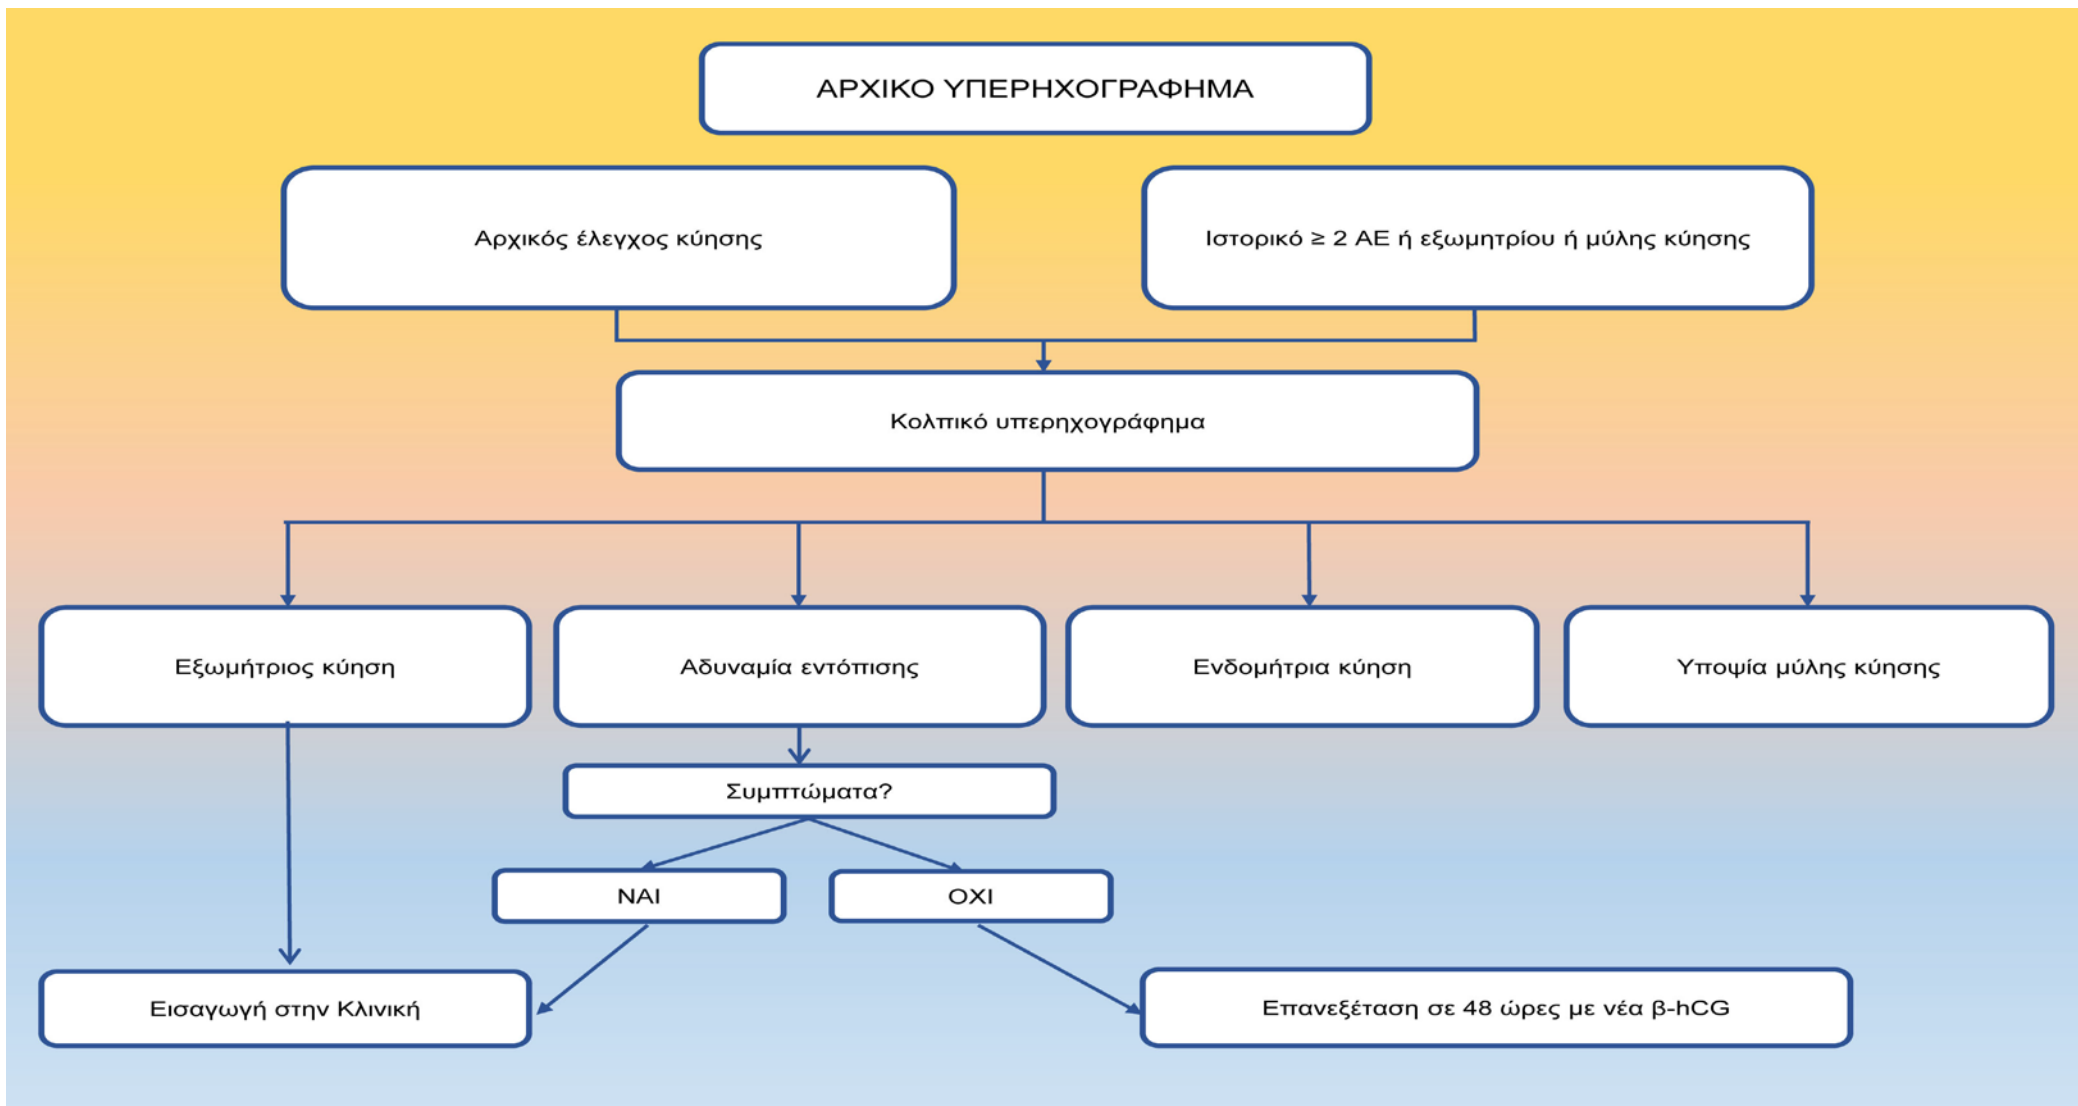 ΑΡΧΙΚΟ ΥΠΕΡΗΧΟΓΡΑΦΗΜΑ
Αρχικός έλεγχος κύησης
Ιστορικό ≥ 2 ΑΕ ή εξωμητρίου ή μύλης κύησης
Κολπικό υπερηχογράφημα
Εξωμήτριος κύηση
Αδυναμία εντόπισης
Ενδομήτρια κύηση
Υποψία μύλης κύησης
Συμπτώματα?
ΝΑΙ
ΟΧΙ
Εισαγωγή στην Κλινική
Επανεξέταση σε 48 ώρες με νέα β-hCG